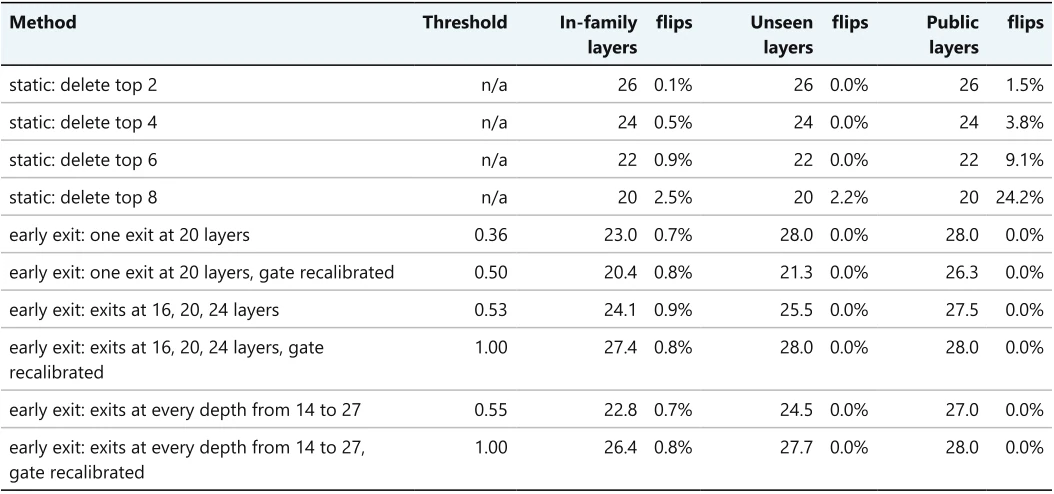 Method Threshold In-family layers flips Unseen layers flips Public layers flips
static: delete top 2 n/a 26 0.1% 26 0.0% 26 1.5%
static: delete top 4 n/a 24 0.5% 24 0.0% 24 3.8%
static: delete top 6 n/a 22 0.9% 22 0.0% 22 9.1%
static: delete top 8 n/a 20 2.5% 20 2.2% 20 24.2%
early exit: one exit at 20 layers 0.36 23.0 0.7% 28.0 0.0% 28.0 0.0%
early exit: one exit at 20 layers, gate recalibrated 0.50 20.4 0.8% 21.3 0.0% 26.3 0.0%
early exit: exits at 16, 20, 24 layers 0.53 24.1 0.9% 25.5 0.0% 27.5 0.0%
early exit: exits at 16, 20, 24 layers, gate 1.00 27.4 0.8% 28.0 0.0% 28.0 0.0%
recalibrated
early exit: exits at every depth from 14 to 27 0.55 22.8 0.7% 24.5 0.0% 27.0 0.0%
early exit: exits at every depth from 14 to 27, 1.00 26.4 0.8% 27.7 0.0% 28.0 0.0%
gate recalibrated